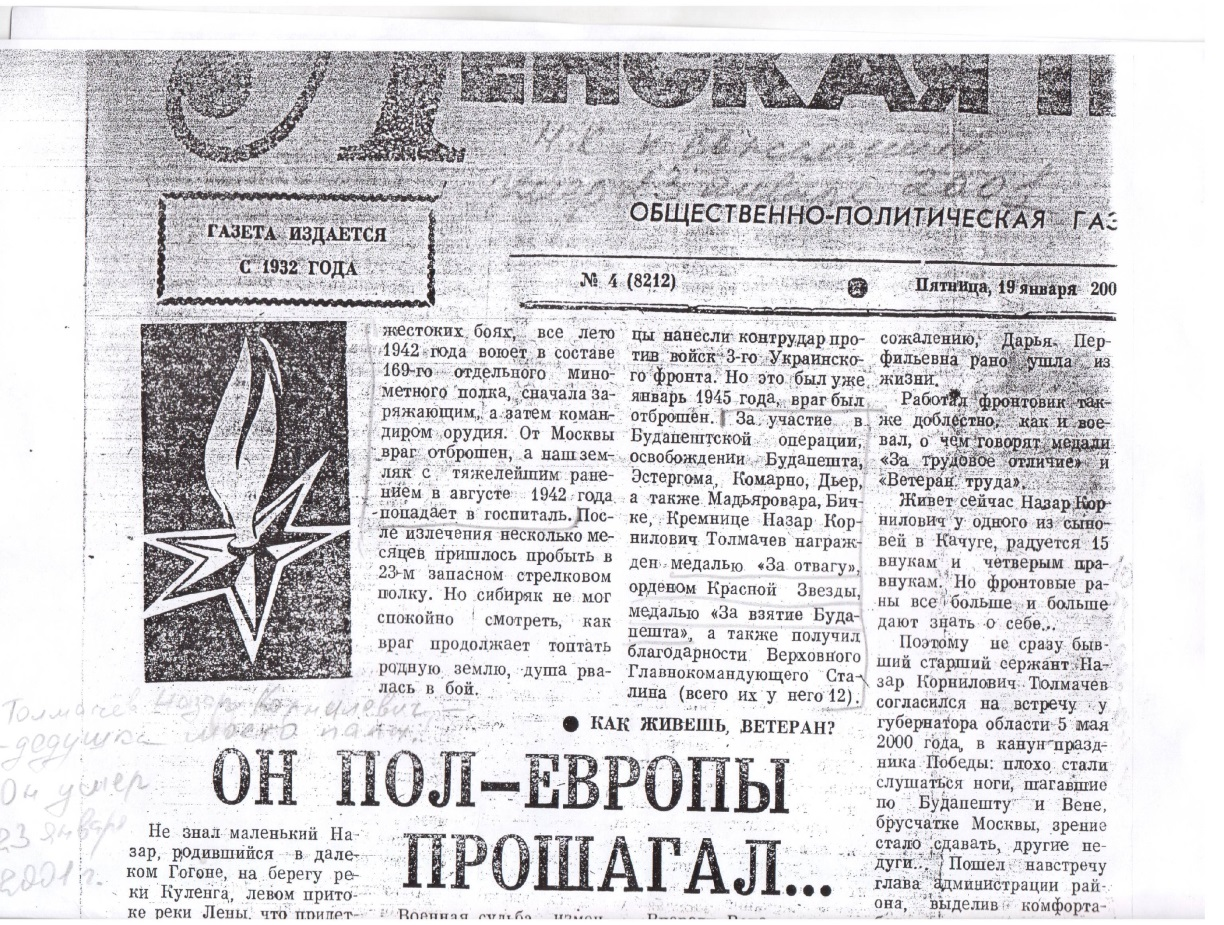 ЛЕНСКАЯ П
3 января 2001
ОБЩЕСТВЕННО-ПОЛИТИЧЕСКАЯ ГАЗ
ГАЗЕТА ИЗДАЕТСЯ
С 1932 ГОДА
№ 4 (8212)
Пятница, 19 января 200
жестоких боях, все лето
1942 года воюет в составе
169-го отдельного мино-
метного полка, сначала за-
ряжающим, а затем коман-
диром орудия. От Москвы
враг отброшен, а наш зем-
ляк с тяжелейшим ране-
нием в августе 1942 года
попадает в госпиталь. Пос-
ле излечения несколько ме-
сяцев пришлось пробыть в
23-м запасном стрелковом
полку. Но сибиряк не мог
спокойно смотреть, как
враг продолжает топтать
родную землю, душа рва-
лась в бой.
цы нанесли контрудар про-
тив войск 3-го Украинско-
го фронта. Но это был уже
январь 1945 года, враг был
отброшен. За участие в
Будапештской операции,
освобождении Будапешта,
Эстергома, Комарно, Дьер,
а также Мадьяровара, Бич-
ке, Кремнице Назар Кор-
нилович Толмачев награж-
ден медалью «За отвагу»,
орденом Красной Звезды,
медалью «За взятие Буда-
пешта», а также получил
благодарности Верховного
Главнокомандующего Ста-
лина (всего их у него 12).
сожалению, Дарья Пер-
фильевна рано ушла из
жизни.
Работал фронтовик так-
же доблестно, как и вое-
вал, о чем говорят медали
«За трудовое отличие» и
«Ветеран труда».
Живет сейчас Назар Кор-
нилович у одного из сыно-
вей в Качуге, радуется 15
внукам и четверым пра-
внукам. Но фронтовые ра-
ны все больше и больше
дают знать о себе...
Поэтому не сразу быв-
ший старший сержант На-
зар Корнилович Толмачев
согласился на встречу у
губернатора области 5 мая
2000 года, в канун празд-
ника Победы: плохо стали
слушаться ноги, шагавшие
по Будапешту и Вене,
брусчатке Москвы, зрение
стало сдавать, другие не-
дуги... Пошел навстречу
глава администрации рай-
она, выделив комфорта-
Толмачёв Назар Корнилевич –
- дедушка моего папы.
Он умер
23 января
2001 г.
● КАК ЖИВЕШЬ, ВЕТЕРАН?
ОН ПОЛ-ЕВРОПЫ
ПРОШАГАЛ...
Не знал маленький На-
зар, родившийся в дале-
ком Гогоне, на берегу ре-
ки Куленга, левом прито-
ке реки Лены, что придет-
Военная судьба измен